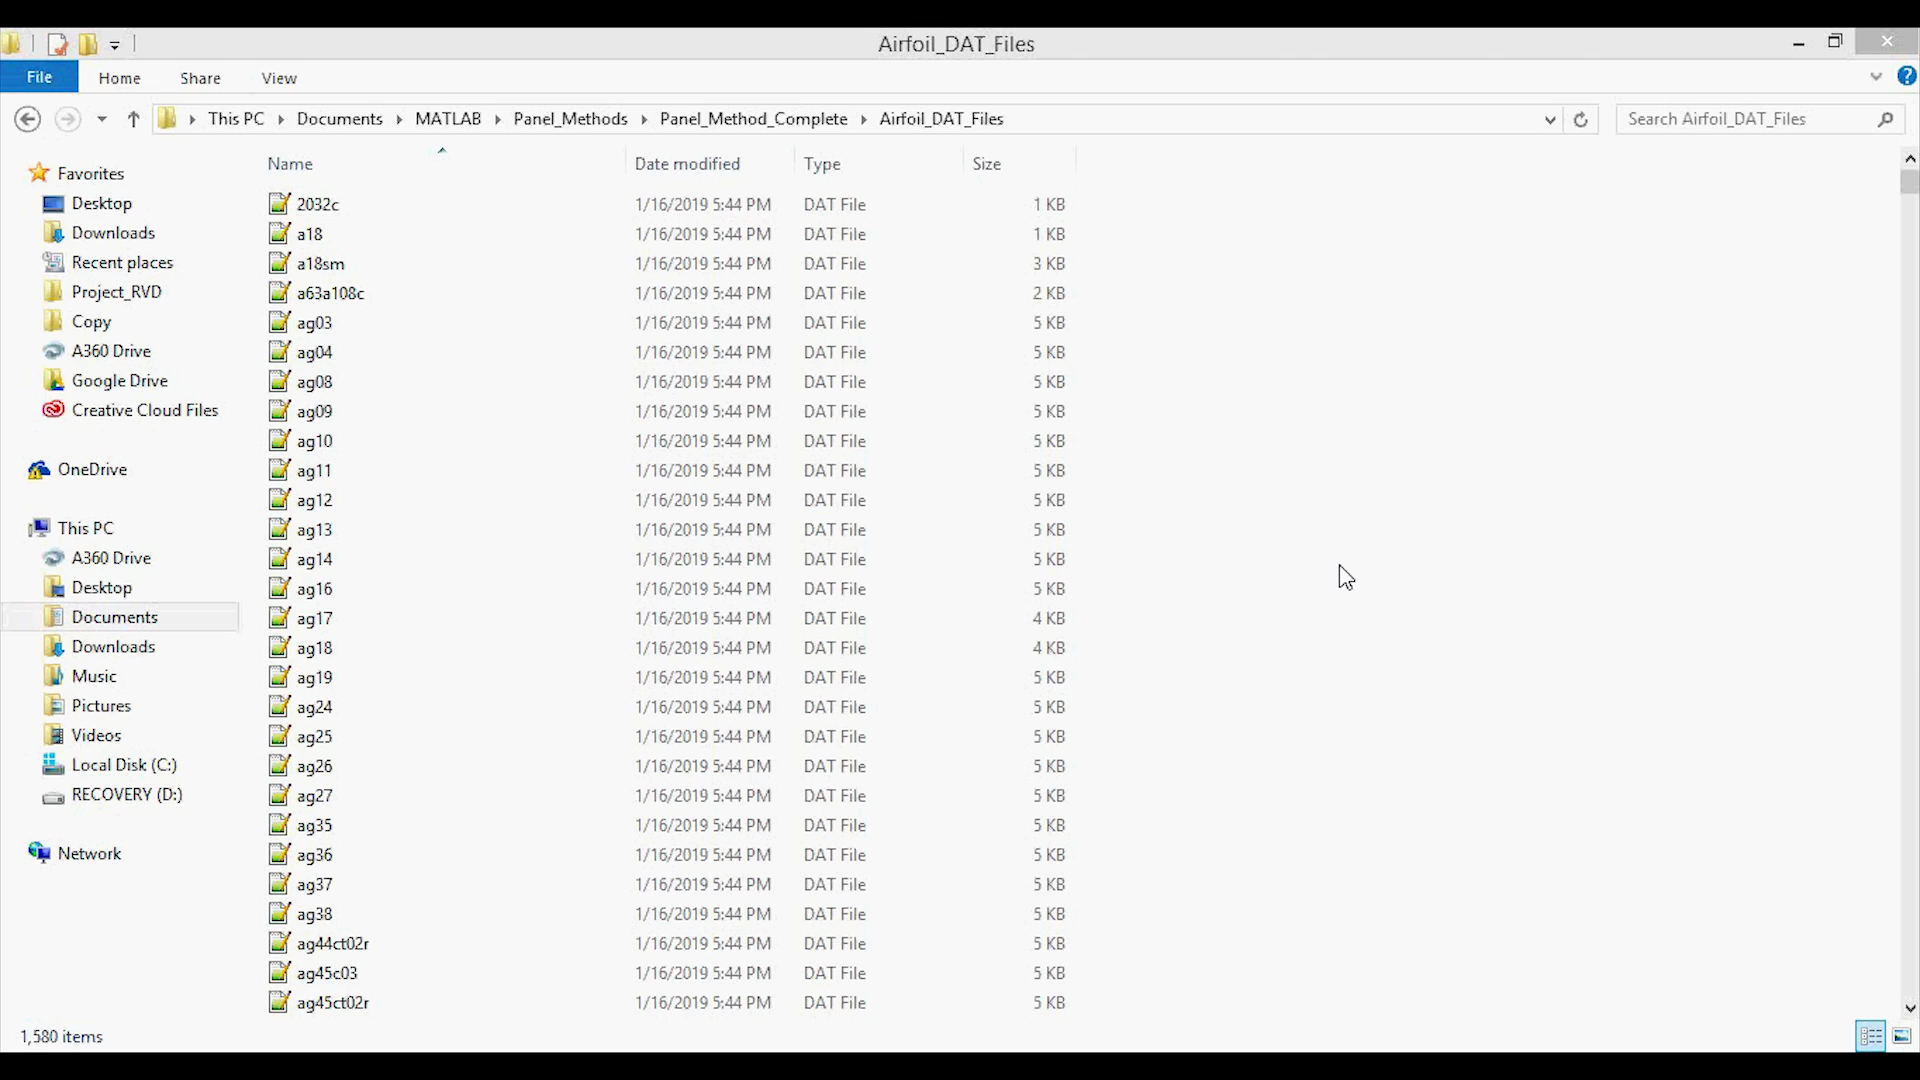 Airfoil_DAT_Files
File Home Share View
This PC Documents MATLAB Panel_Methods Panel_Method_Complete Airfoil_DAT_Files Search Airfoil_DAT_Files
Name Date modified Type Size
Favorites
Desktop
Downloads
Recent places
Project_RVD
Copy
A360 Drive
Google Drive
Creative Cloud Files
OneDrive
This PC
A360 Drive
Desktop
Documents
Downloads
Music
Pictures
Videos
Local Disk (C:)
RECOVERY (D:)
Network
2032c 1/16/2019 5:44 PM DAT File 1 KB
a18 1/16/2019 5:44 PM DAT File 1 KB
a18sm 1/16/2019 5:44 PM DAT File 3 KB
a63a108c 1/16/2019 5:44 PM DAT File 2 KB
ag03 1/16/2019 5:44 PM DAT File 5 KB
ag04 1/16/2019 5:44 PM DAT File 5 KB
ag08 1/16/2019 5:44 PM DAT File 5 KB
ag09 1/16/2019 5:44 PM DAT File 5 KB
ag10 1/16/2019 5:44 PM DAT File 5 KB
ag11 1/16/2019 5:44 PM DAT File 5 KB
ag12 1/16/2019 5:44 PM DAT File 5 KB
ag13 1/16/2019 5:44 PM DAT File 5 KB
ag14 1/16/2019 5:44 PM DAT File 5 KB
ag16 1/16/2019 5:44 PM DAT File 5 KB
ag17 1/16/2019 5:44 PM DAT File 4 KB
ag18 1/16/2019 5:44 PM DAT File 4 KB
ag19 1/16/2019 5:44 PM DAT File 5 KB
ag24 1/16/2019 5:44 PM DAT File 5 KB
ag25 1/16/2019 5:44 PM DAT File 5 KB
ag26 1/16/2019 5:44 PM DAT File 5 KB
ag27 1/16/2019 5:44 PM DAT File 5 KB
ag35 1/16/2019 5:44 PM DAT File 5 KB
ag36 1/16/2019 5:44 PM DAT File 5 KB
ag37 1/16/2019 5:44 PM DAT File 5 KB
ag38 1/16/2019 5:44 PM DAT File 5 KB
ag44ct02r 1/16/2019 5:44 PM DAT File 5 KB
ag45c03 1/16/2019 5:44 PM DAT File 5 KB
ag45ct02r 1/16/2019 5:44 PM DAT File 5 KB
1,580 items